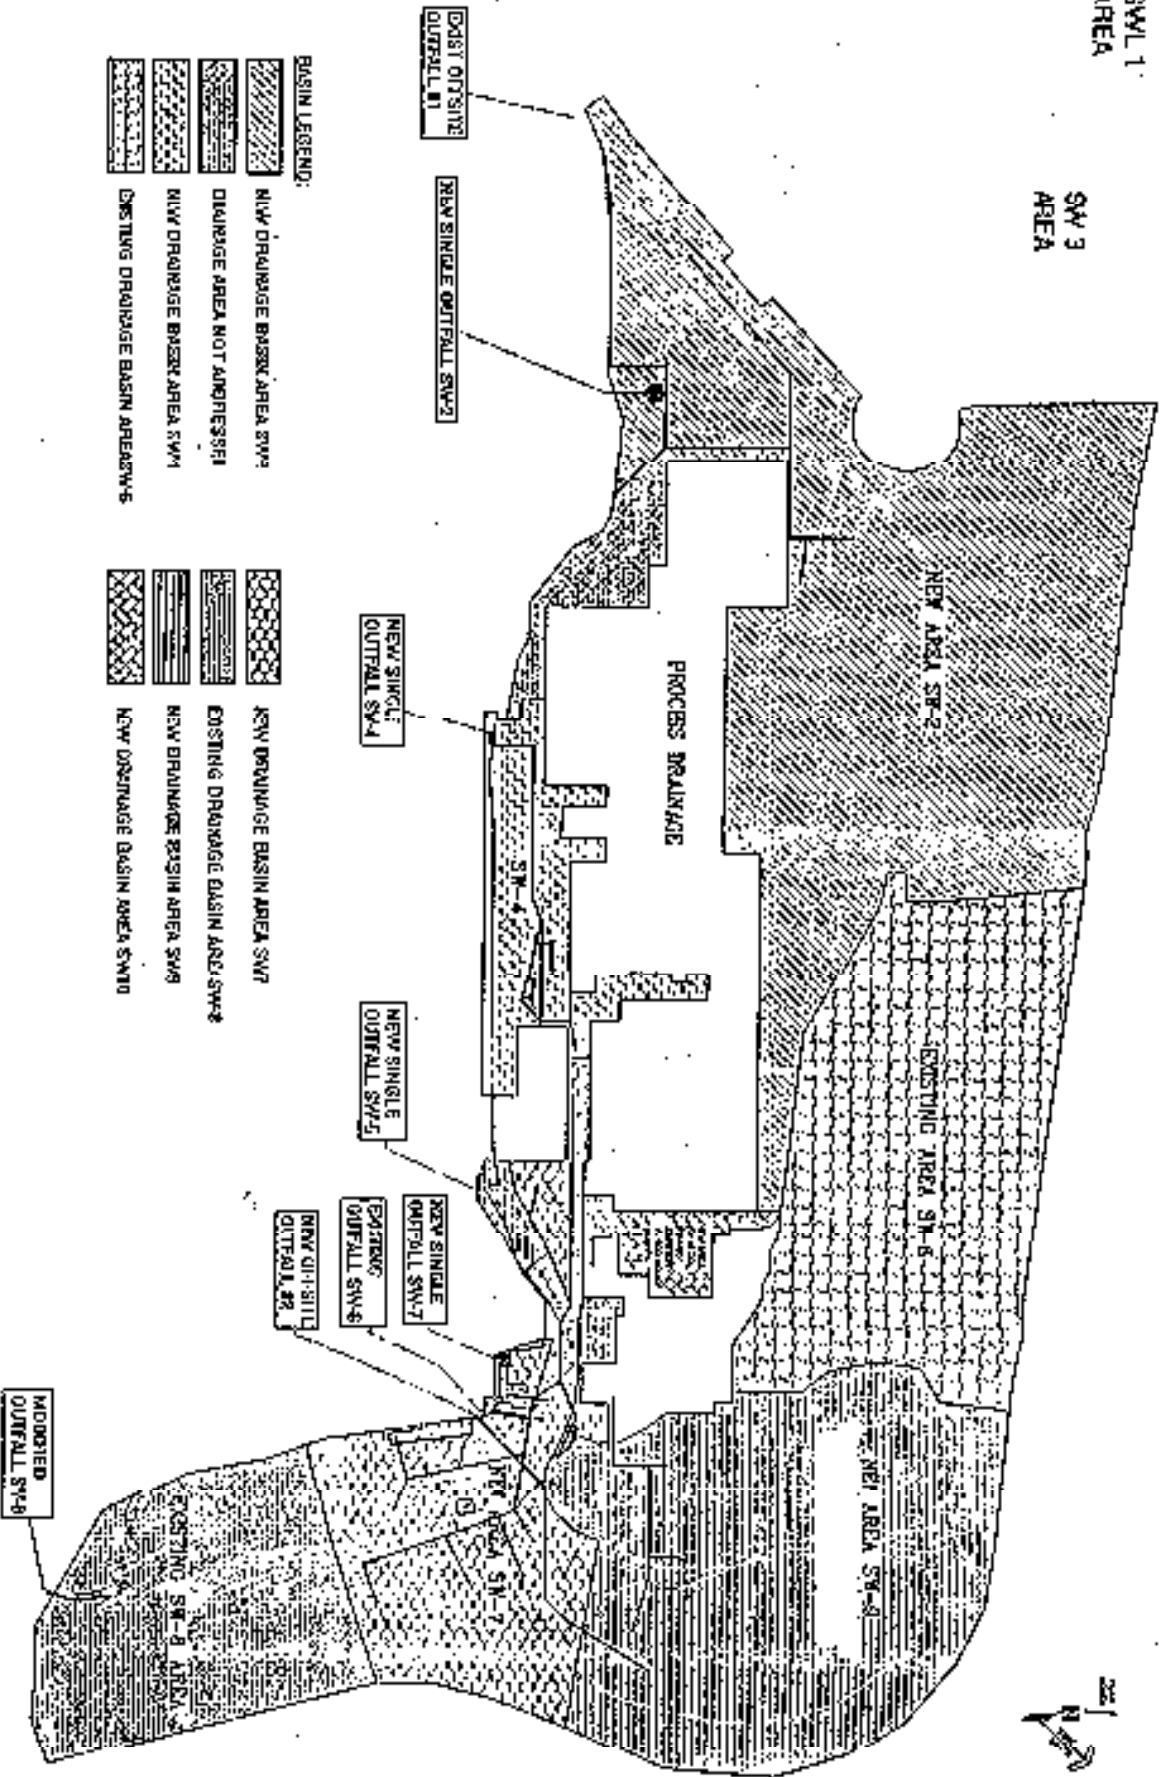 SWL 1
AREA
SW 3
AREA
EXIST OFFSITE
OUTFALL #1
NEW SINGLE OUTFALL SW-2
NEW SINGLE
OUTFALL SW-4
NEW SINGLE
OUTFALL SW-5
NEW SINGLE
OUTFALL SW-7
EXISTING
OUTFALL SW-6
NEW OFF-SITE
OUTFALL #2
MODIFIED
OUTFALL SW-8
NEW AREA SW-2
PROCESS DRAINAGE
SW-4
EXISTING AREA SW-6
NEW AREA SW-9
NEW AREA SW 7
EXISTING SW-8 AREA
N
BASIN LEGEND:
NEW DRAINAGE BASIN AREA
DRAINAGE AREA NOT ADDRESSED
NEW DRAINAGE BASIN AREA
EXISTING DRAINAGE BASIN AREA SW-6
NEW DRAINAGE BASIN AREA SW7
EXISTING DRAINAGE BASIN AREA SW-8
NEW DRAINAGE BASIN AREA SW9
NEW DRAINAGE BASIN AREA SW10